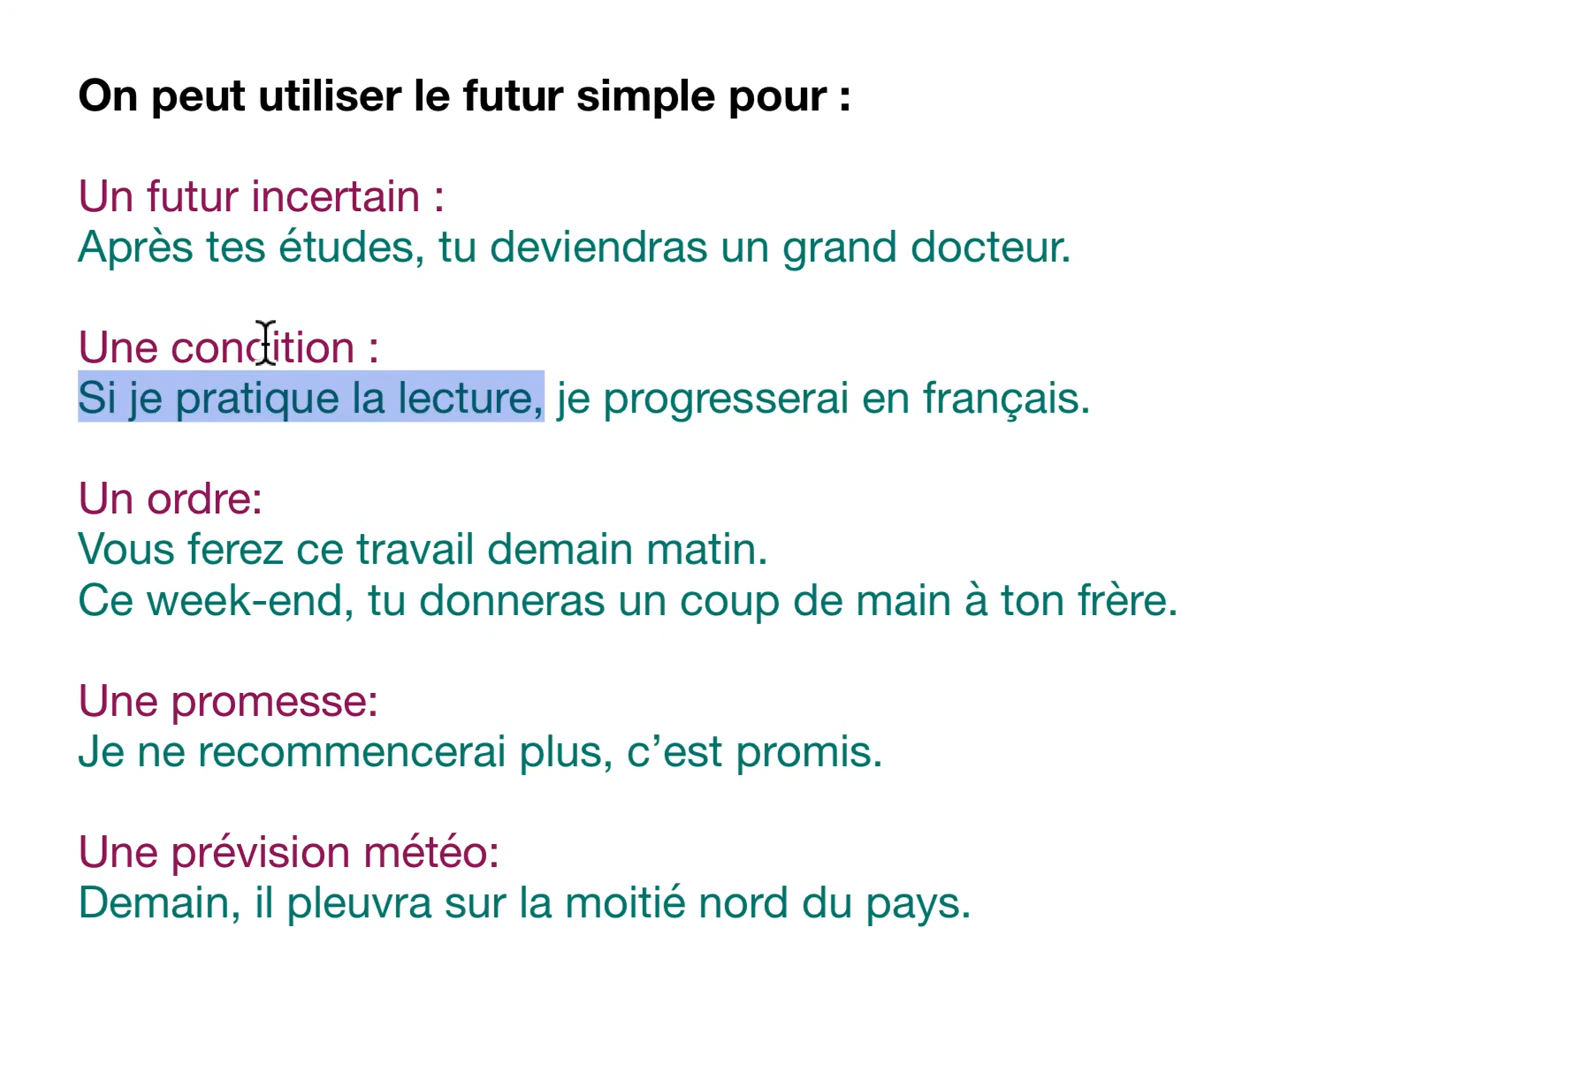 On peut utiliser le futur simple pour :
Un futur incertain :
Après tes études, tu deviendras un grand docteur.
Une condition :
Si je pratique la lecture, je progresserai en français.
Un ordre:
Vous ferez ce travail demain matin.
Ce week-end, tu donneras un coup de main à ton frère.
Une promesse:
Je ne recommencerai plus, c’est promis.
Une prévision météo:
Demain, il pleuvra sur la moitié nord du pays.